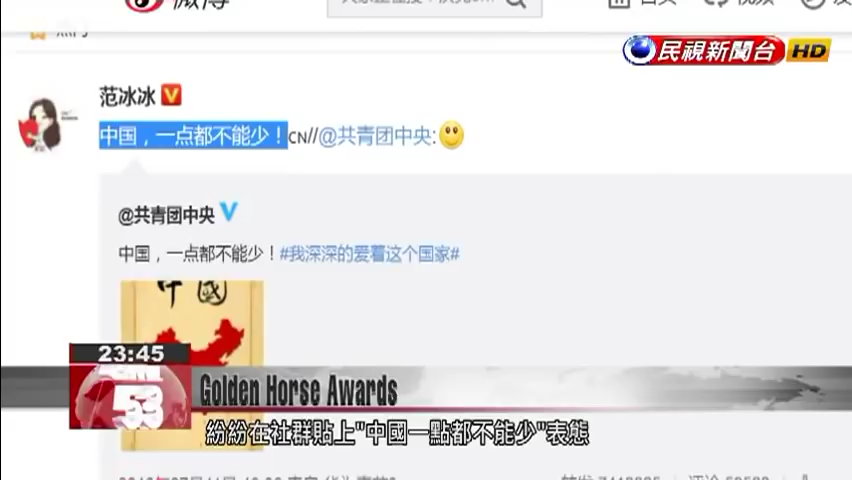 微博
民視新聞台 HD
范冰冰 V
中国，一点都不能少！CN//@共青团中央:
@共青团中央
中国，一点都不能少！#我深深的爱着这个国家#
中國
23:45
53
Golden Horse Awards
紛紛在社群貼上"中國一點都不能少"表態